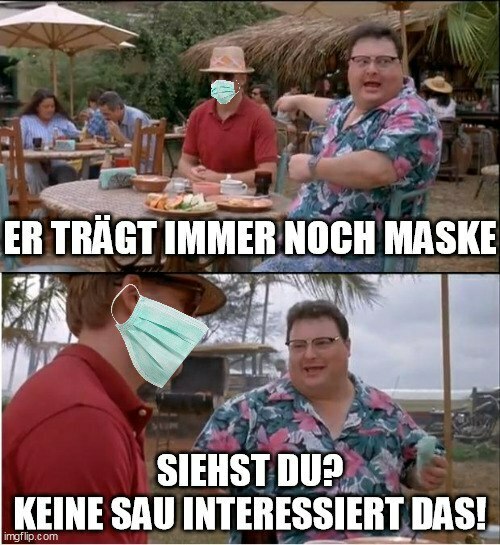 ER TRÄGT IMMER NOCH MASKE
SIEHST DU?
KEINE SAU INTERESSIERT DAS!
imgflip.com